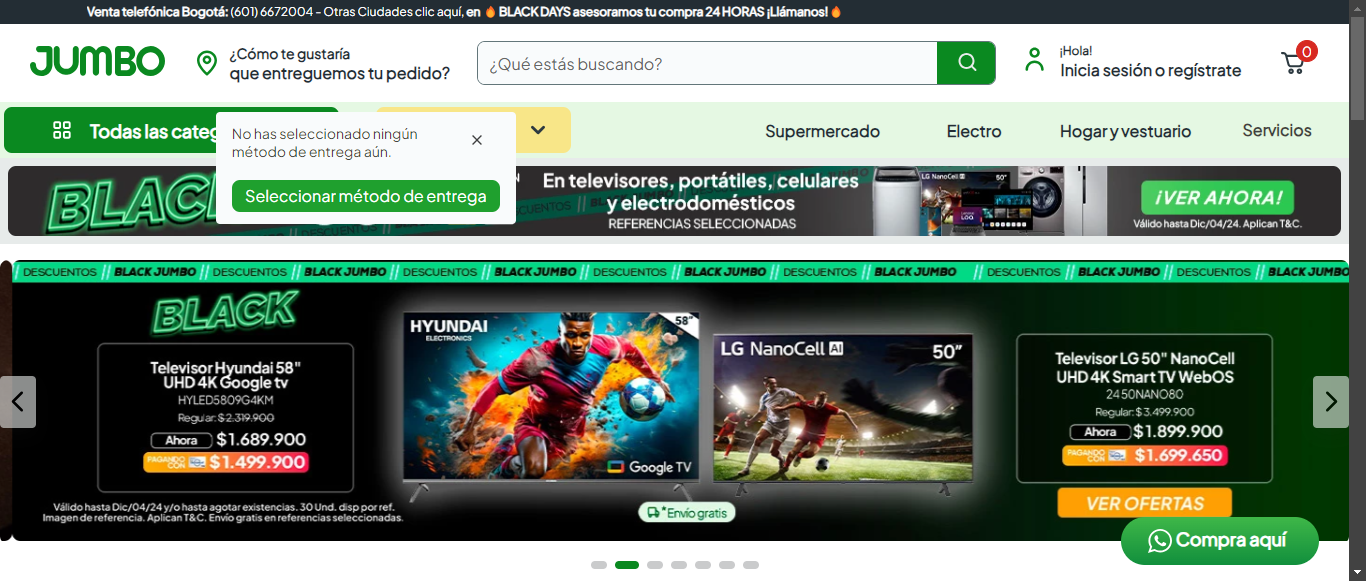 Venta telefónica Bogotá: (601) 6672004 - Otras Ciudades clic aquí, en 🔥 BLACK DAYS asesoramos tu compra 24 HORAS ¡Llámanos! 🔥
JUMBO
¿Cómo te gustaría
que entreguemos tu pedido?
¿Qué estás buscando?
¡Hola!
Inicia sesión o regístrate
0
Todas las categ
No has seleccionado ningún
método de entrega aún.
Seleccionar método de entrega
Supermercado
Electro
Hogar y vestuario
Servicios
BLAC
En televisores, portátiles, celulares
y electrodomésticos
REFERENCIAS SELECCIONADAS
LG NanoCell 50"
¡VER AHORA!
Válido hasta Dic/04/24. Aplican T&C.
DESCUENTOS // BLACK JUMBO // DESCUENTOS // BLACK JUMBO // DESCUENTOS // BLACK JUMBO // DESCUENTOS // BLACK JUMBO // DESCUENTOS // BLACK JUMBO // DESCUENTOS // BLACK JUMBO // DESCUENTOS // BLACK JUMBO
BLACK
Televisor Hyundai 58"
UHD 4K Google tv
HYLED5809G4KM
Regular: $2.319.900
Ahora $1.689.900
PAGANDO CON $1.499.900
Válido hasta Dic/04/24 y/o hasta agotar existencias. 30 Und. disp por ref.
Imagen de referencia. Aplican T&C. Envío gratis en referencias seleccionadas.
HYUNDAI
ELECTRONICS
58"
Google TV
LG NanoCell AI
50"
*Envío gratis
Televisor LG 50" NanoCell
UHD 4K Smart TV WebOS
24 50NANO80
Regular: $3.499.900
Ahora $1.899.900
PAGANDO CON $1.699.650
VER OFERTAS
Compra aquí